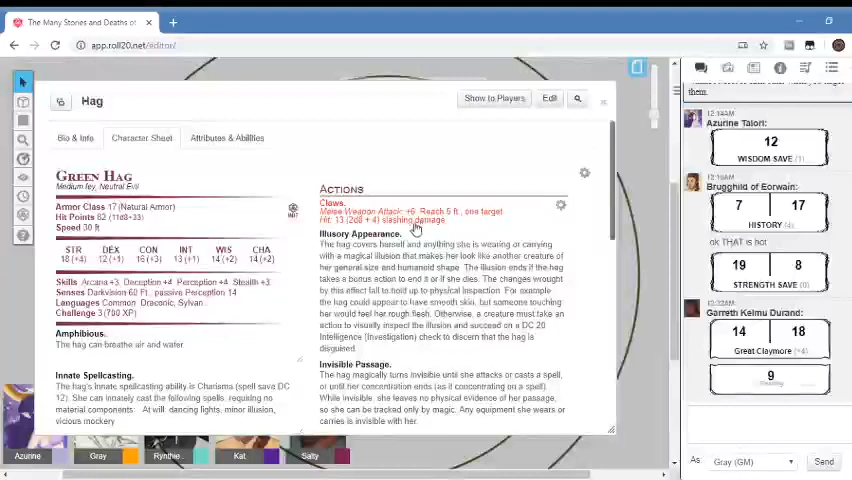 The Many Stories and Deaths of
app.roll20.net/editor/
Hag
Show to Players
Edit
Bio & Info
Character Sheet
Attributes & Abilities
GREEN HAG
Medium fey, Neutral Evil
Armor Class 17 (Natural Armor)
Hit Points 82 (11d8+33)
Speed 30 ft
STR DEX CON INT WIS CHA
18 (+4) 12 (+1) 16 (+3) 13 (+1) 14 (+2) 14 (+2)
Skills Arcana +3, Deception +4 Perception +4 Stealth +3
Senses Darkvision 60 Ft , passive Perception 14
Languages Common Draconic, Sylvan
Challenge 3 (700 XP)
Amphibious.
The hag can breathe air and water
Innate Spellcasting.
The hag's innate spellcasting ability is Charisma (spell save DC
12). She can innately cast the following spells, requiring no
material components: At will: dancing lights, minor illusion,
vicious mockery
ACTIONS
Claws.
Melee Weapon Attack: +6 Reach 5 ft , one target
Hit: 13 (2d8 + 4) slashing damage
Illusory Appearance.
The hag covers herself and anything she is wearing or carrying
with a magical illusion that makes her look like another creature of
her general size and humanoid shape The illusion ends if the hag
takes a bonus action to end it or if she dies. The changes wrought
by this effect fail to hold up to physical inspection. For example
the hag could appear to have smooth skin, but someone touching
her would feel her rough flesh. Otherwise, a creature must take an
action to visually inspect the illusion and succeed on a DC 20
Intelligence (Investigation) check to discern that the hag is
disguised.
Invisible Passage.
The hag magically turns invisible until she attacks or casts a spell,
or until her concentration ends (as if concentrating on a spell).
While invisible, she leaves no physical evidence of her passage,
so she can be tracked only by magic. Any equipment she wears or
carries is invisible with her.
Azurine
Gray
Rynthie
Kat
Salty
them.
12:14AM
Azurine Talori:
12
WISDOM SAVE (1)
12:19AM
Brugghild of Eorwain:
7 17
HISTORY (4)
ok THAT is hot
19 8
STRENGTH SAVE (0)
12:22AM
Garreth Kelmu Durand:
14 18
Great Claymore (+4)
9
As:
Gray (GM)
Send